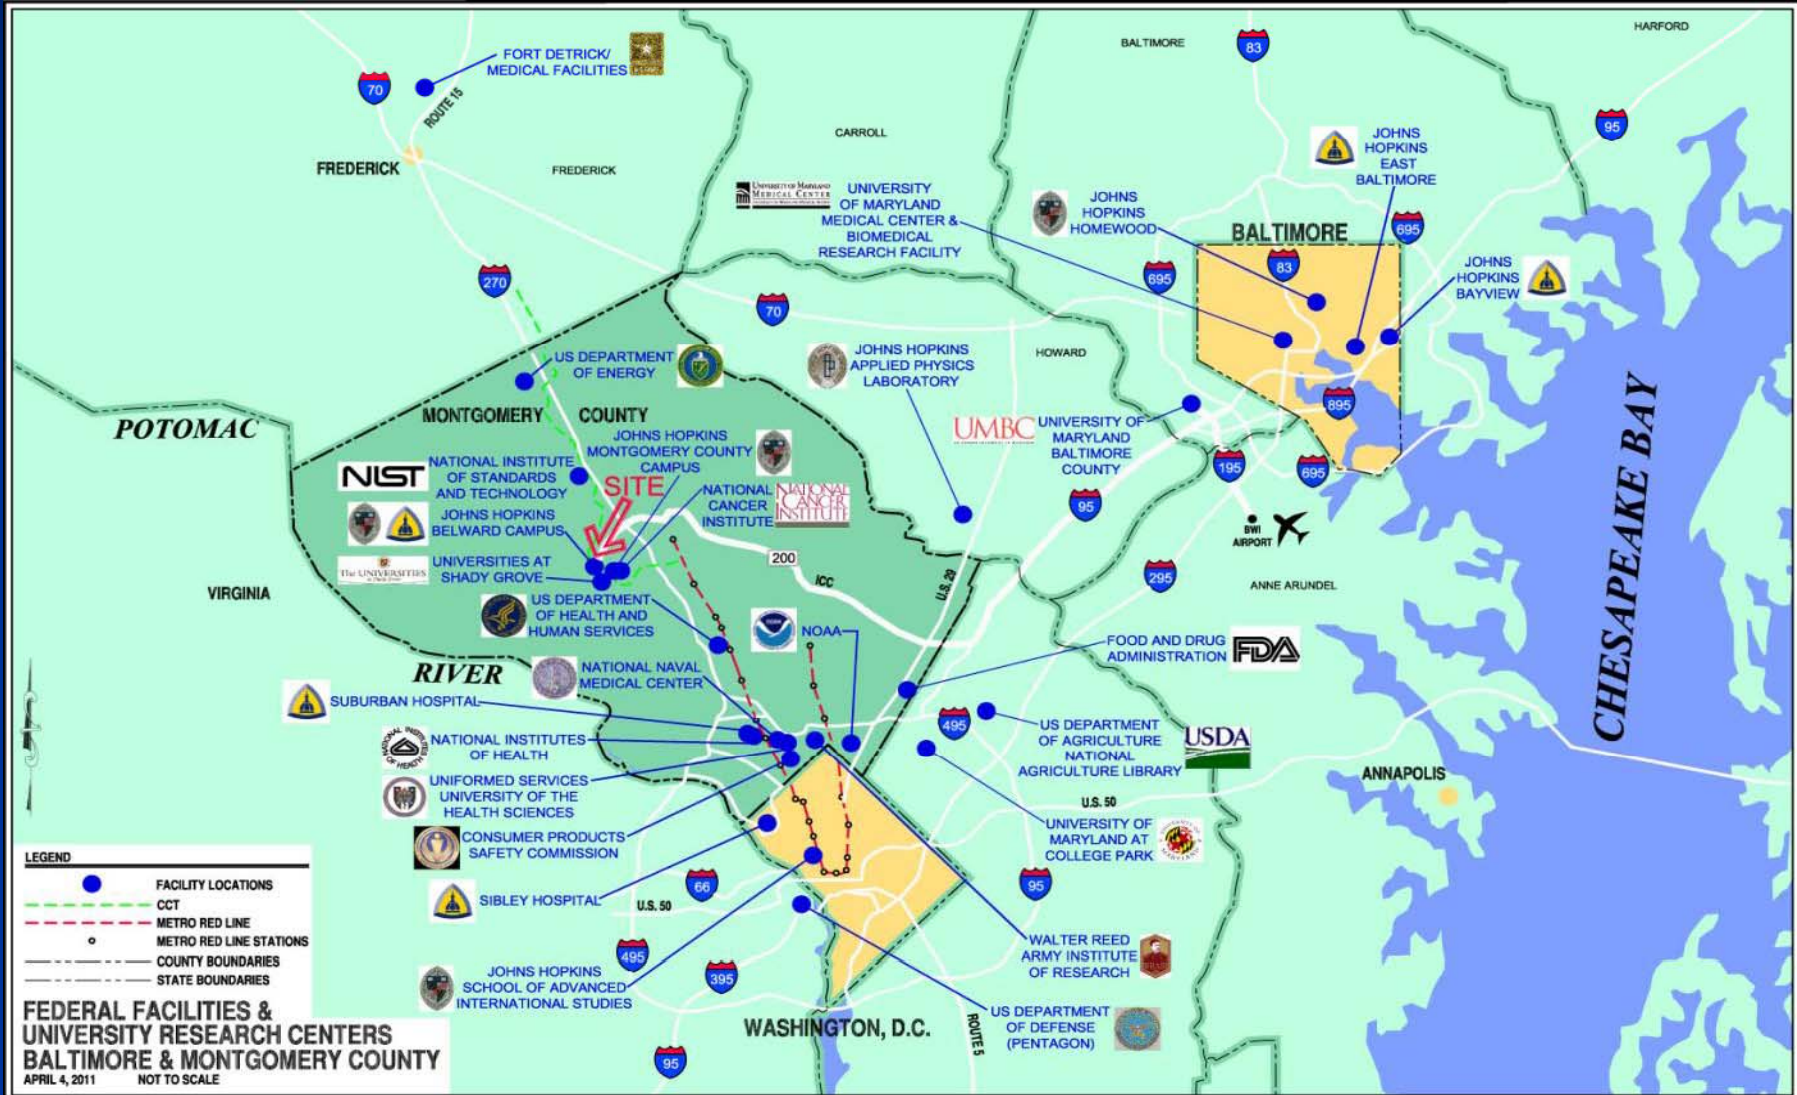 HARFORD
BALTIMORE
83
FORT DETRICK/
MEDICAL FACILITIES
70
ROUTE 15
95
CARROLL
JOHNS
HOPKINS
EAST
BALTIMORE
FREDERICK
FREDERICK
UNIVERSITY OF MARYLAND
MEDICAL CENTER
UNIVERSITY
OF MARYLAND
MEDICAL CENTER &
BIOMEDICAL
RESEARCH FACILITY
JOHNS
HOPKINS
HOMEWOOD
BALTIMORE
695
83
695
JOHNS
HOPKINS
BAYVIEW
270
70
US DEPARTMENT
OF ENERGY
JOHNS HOPKINS
APPLIED PHYSICS
LABORATORY
HOWARD
895
MONTGOMERY COUNTY
POTOMAC
UMBC
UNIVERSITY OF
MARYLAND
BALTIMORE
COUNTY
JOHNS HOPKINS
MONTGOMERY COUNTY
CAMPUS
195
695
CHESAPEAKE BAY
NIST
NATIONAL INSTITUTE
OF STANDARDS
AND TECHNOLOGY
SITE
NATIONAL
CANCER
INSTITUTE
NATIONAL
CANCER
INSTITUTE
95
JOHNS HOPKINS
BELWARD CAMPUS
BWI
AIRPORT
200
ICC
The UNIVERSITIES
UNIVERSITIES AT
SHADY GROVE
U.S. 29
295
ANNE ARUNDEL
VIRGINIA
US DEPARTMENT
OF HEALTH AND
HUMAN SERVICES
NOAA
FOOD AND DRUG
ADMINISTRATION
FDA
RIVER
NATIONAL NAVAL
MEDICAL CENTER
SUBURBAN HOSPITAL
495
US DEPARTMENT
OF AGRICULTURE
NATIONAL
AGRICULTURE LIBRARY
USDA
NATIONAL INSTITUTES
OF HEALTH
NATIONAL INSTITUTES
OF HEALTH
ANNAPOLIS
UNIFORMED SERVICES
UNIVERSITY OF THE
HEALTH SCIENCES
U.S. 50
UNIVERSITY OF
MARYLAND AT
COLLEGE PARK
CONSUMER PRODUCTS
SAFETY COMMISSION
66
95
SIBLEY HOSPITAL
U.S. 50
495
395
WALTER REED
ARMY INSTITUTE
OF RESEARCH
JOHNS HOPKINS
SCHOOL OF ADVANCED
INTERNATIONAL STUDIES
US DEPARTMENT
OF DEFENSE
(PENTAGON)
WASHINGTON, D.C.
ROUTE 5
95
LEGEND
FACILITY LOCATIONS
CCT
METRO RED LINE
METRO RED LINE STATIONS
COUNTY BOUNDARIES
STATE BOUNDARIES
FEDERAL FACILITIES &
UNIVERSITY RESEARCH CENTERS
BALTIMORE & MONTGOMERY COUNTY
APRIL 4, 2011 NOT TO SCALE